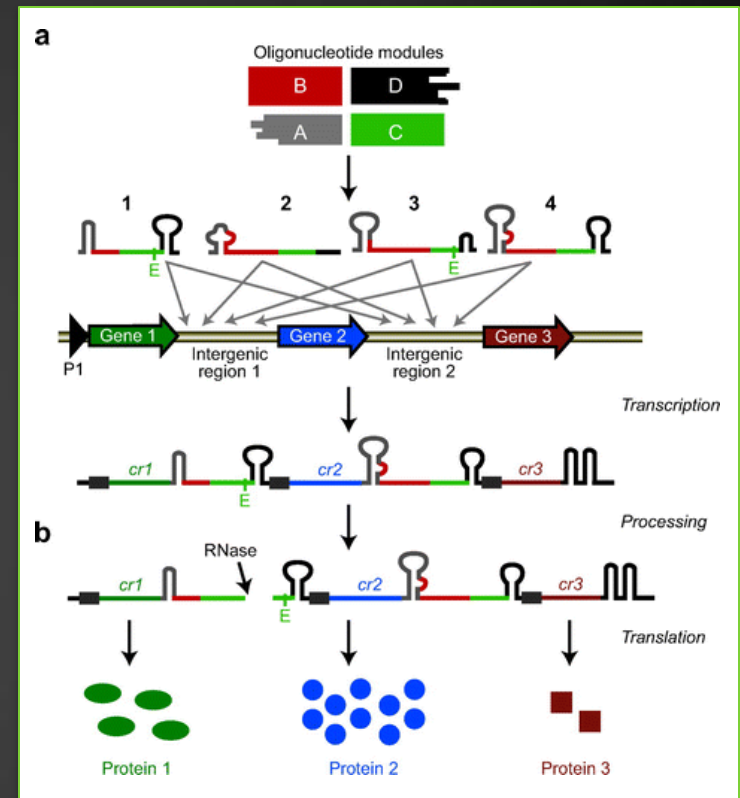 a
Oligonucleotide modules
B D
A C
1 2 3 4
E E
Gene 1 Gene 2 Gene 3
P1
Intergenic
region 1
Intergenic
region 2
Transcription
cr1 cr2 cr3
E
Processing
b
RNase
cr1 cr2 cr3
E
Translation
Protein 1 Protein 2 Protein 3